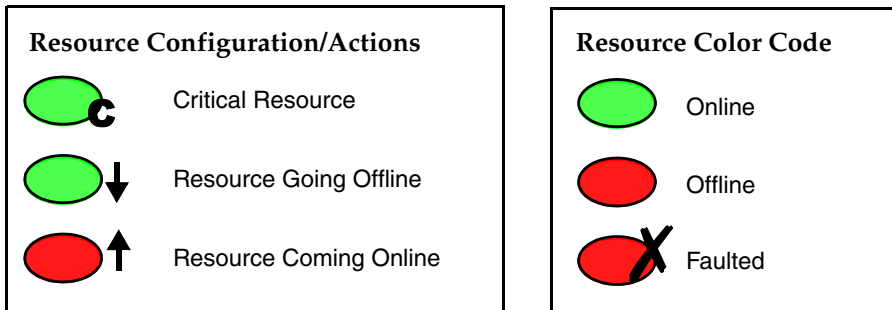 Resource Configuration/Actions
C
Critical Resource
Resource Going Offline
Resource Coming Online
Resource Color Code
Online
Offline
X
Faulted